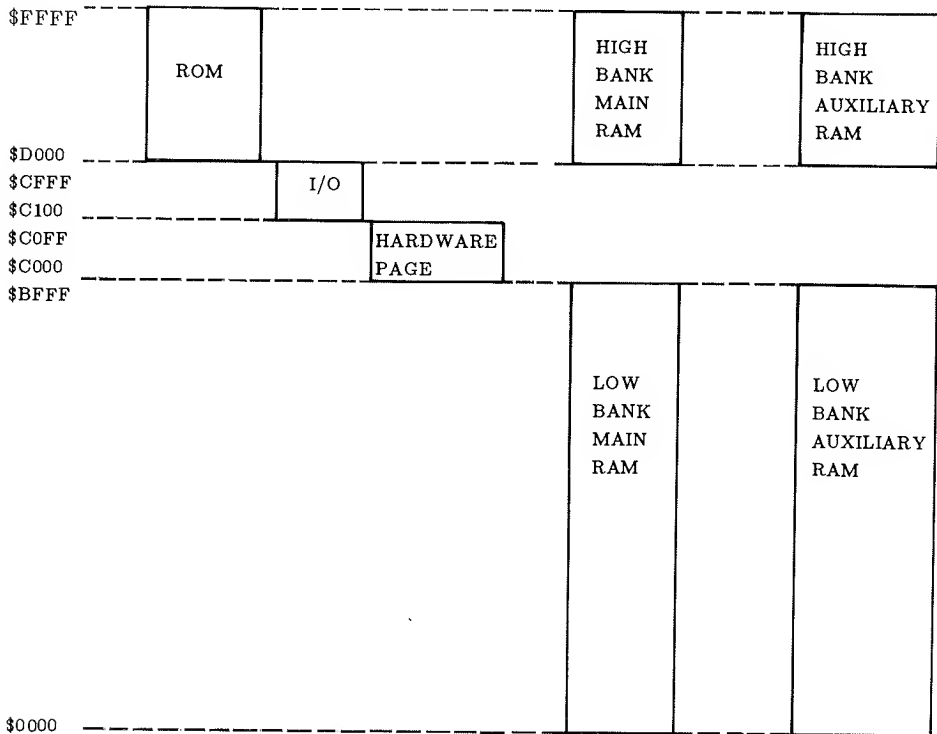 $FFFF
ROM
HIGH
BANK
MAIN
RAM
HIGH
BANK
AUXILIARY
RAM
$D000
$CFFF
I/O
$C100
$C0FF
HARDWARE
PAGE
$C000
$BFFF
LOW
BANK
MAIN
RAM
LOW
BANK
AUXILIARY
RAM
$0000